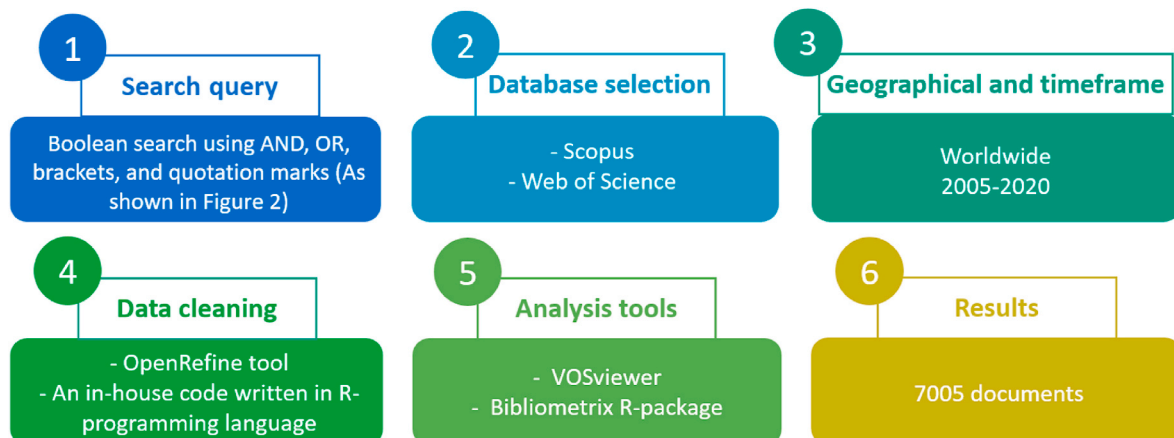 1
Search query
Boolean search using AND, OR,
brackets, and quotation marks (As
shown in Figure 2)
2
Database selection
- Scopus
- Web of Science
3
Geographical and timeframe
Worldwide
2005-2020
4
Data cleaning
- OpenRefine tool
- An in-house code written in R-
programming language
5
Analysis tools
- VOSviewer
- Bibliometrix R-package
6
Results
7005 documents